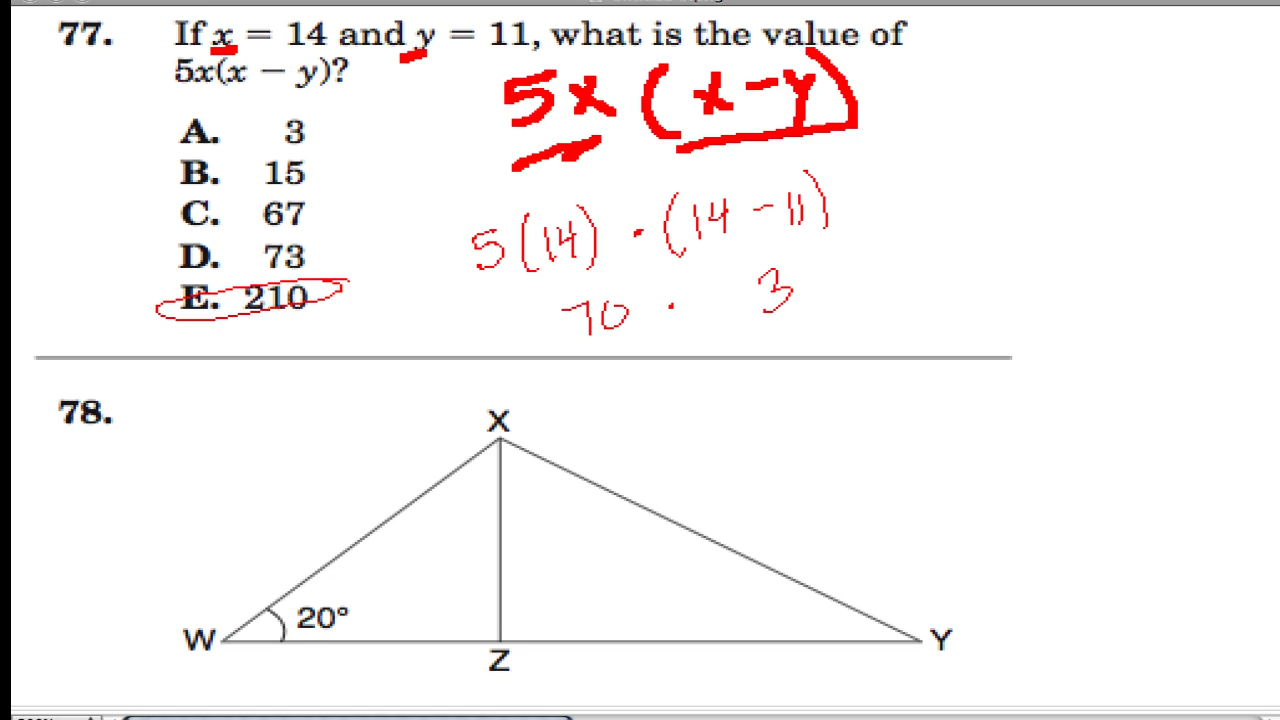 77. If x = 14 and y = 11, what is the value of
5x(x − y)?
5x (x − y)
A. 3
B. 15
C. 67
D. 73
E. 210
5(14) · (14 − 11)
70 · 3
78.
X
20°
W
Z
Y